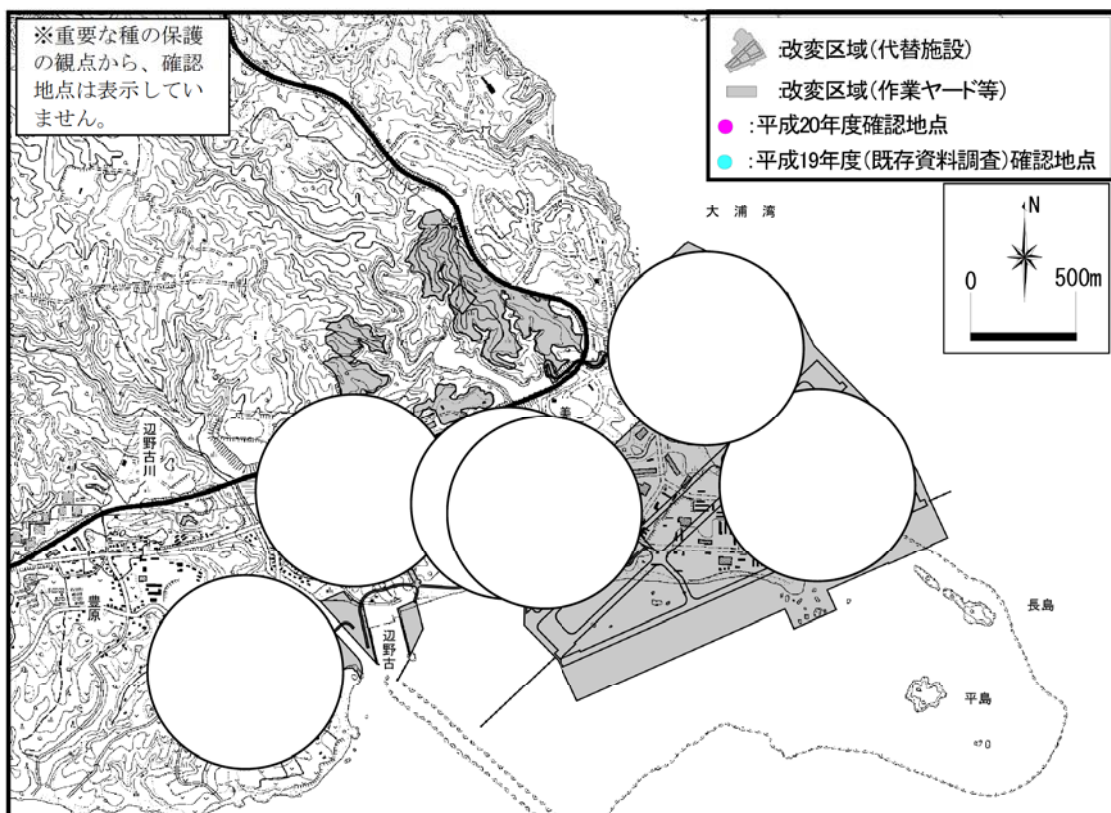 ※重要な種の保護
の観点から、確認
地点は表示してい
ません。
:改変区域(代替施設)
:改変区域(作業ヤード等)
:平成20年度確認地点
:平成19年度(既存資料調査)確認地点
大浦湾
N
0 500m
美
辺野古川
豊原
辺野古
長島
平島